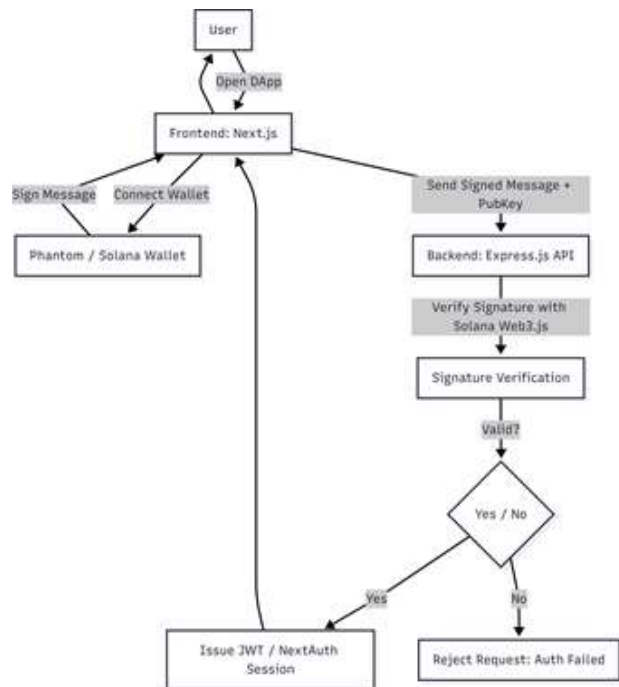 User
Open DApp
Frontend: Next.js
Sign Message
Connect Wallet
Send Signed Message +
PubKey
Phantom / Solana Wallet
Backend: Express.js API
Verify Signature with
Solana Web3.js
Signature Verification
Valid?
Yes / No
Yes
No
Issue JWT / NextAuth
Session
Reject Request: Auth Failed